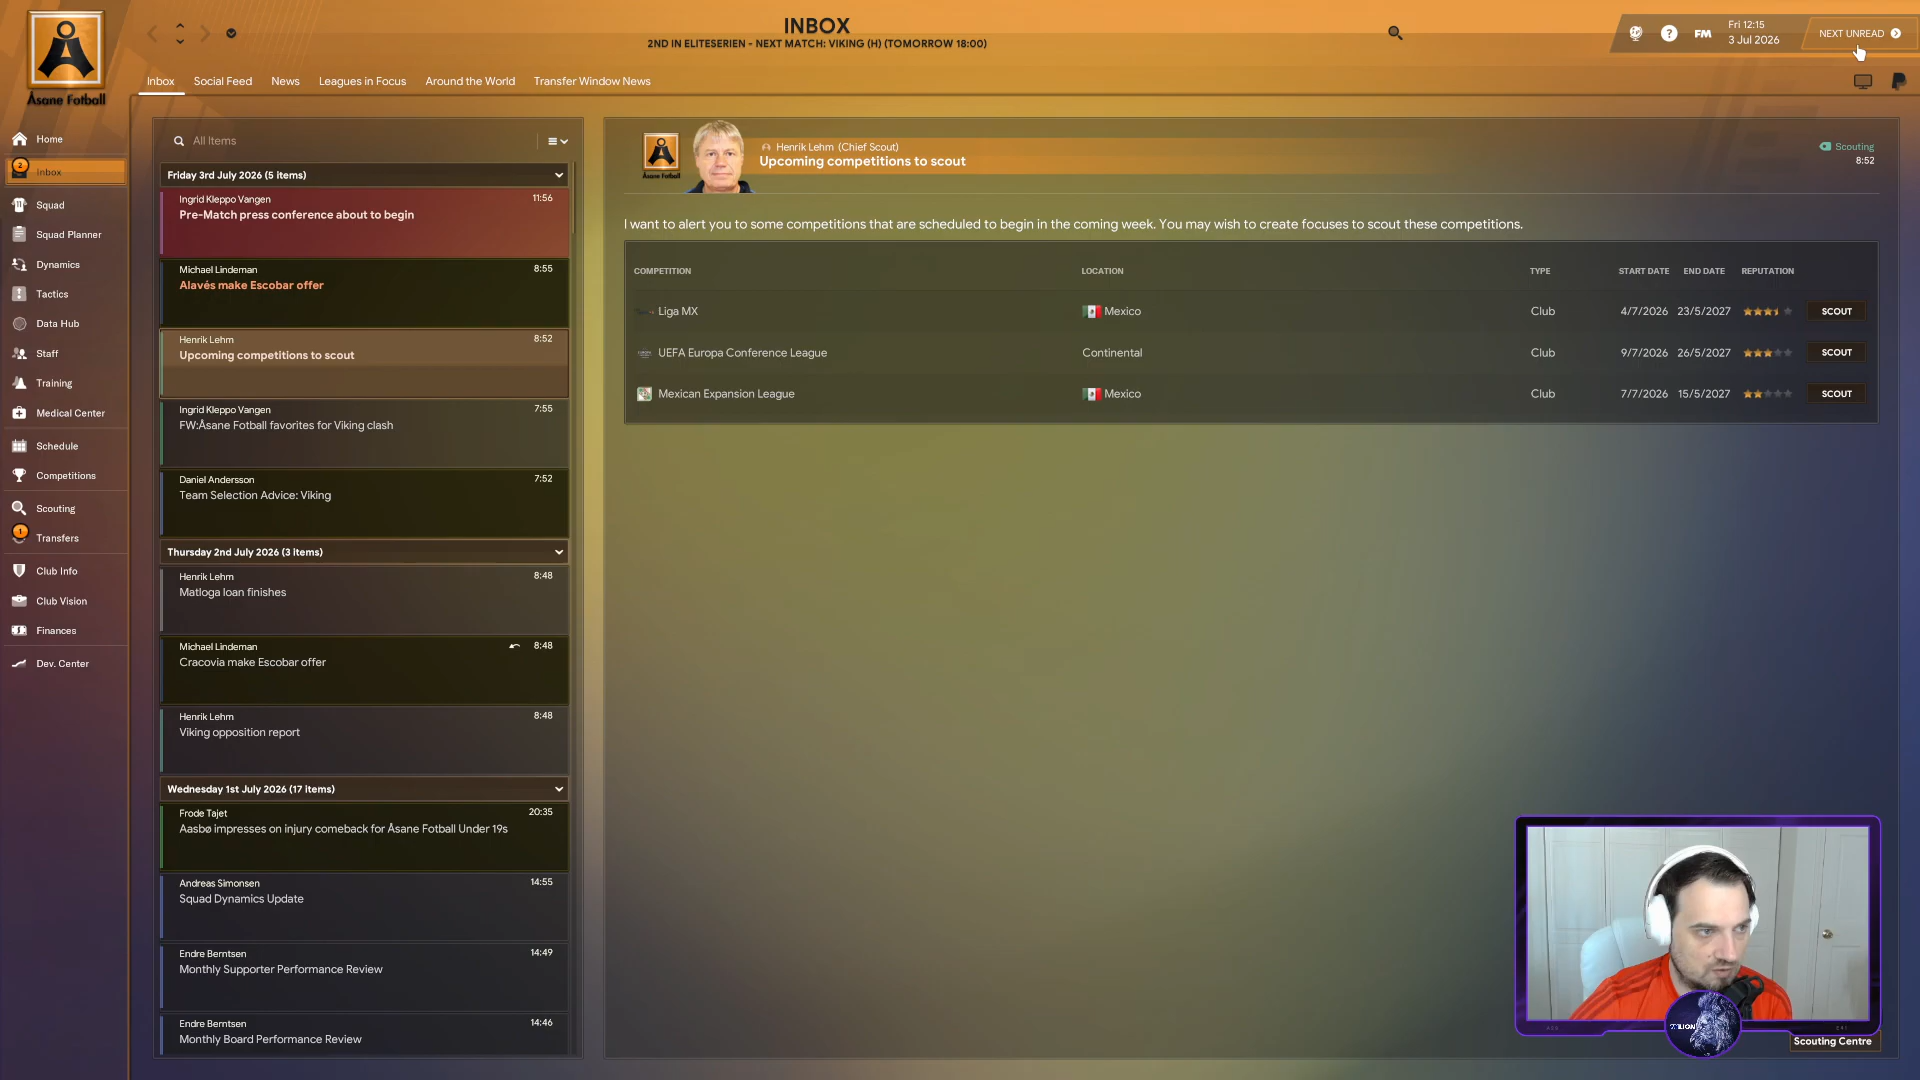 INBOX
2ND IN ELITESERIEN - NEXT MATCH: VIKING (H) (TOMORROW 18:00)
FM
Fri 12:15
3 Jul 2026
NEXT UNREAD
Åsane Fotball
Inbox
Social Feed
News
Leagues in Focus
Around the World
Transfer Window News
Home
2
Inbox
Squad
Squad Planner
Dynamics
Tactics
Data Hub
Staff
Training
Medical Center
Schedule
Competitions
Scouting
1
Transfers
Club Info
Club Vision
Finances
Dev. Center
All Items
Friday 3rd July 2026 (5 items)
Ingrid Kleppo Vangen 11:56
Pre-Match press conference about to begin
Michael Lindeman 8:55
Alavés make Escobar offer
Henrik Lehm 8:52
Upcoming competitions to scout
Ingrid Kleppo Vangen 7:55
FW:Åsane Fotball favorites for Viking clash
Daniel Andersson 7:52
Team Selection Advice: Viking
Thursday 2nd July 2026 (3 items)
Henrik Lehm 8:48
Matloga loan finishes
Michael Lindeman 8:48
Cracovia make Escobar offer
Henrik Lehm 8:48
Viking opposition report
Wednesday 1st July 2026 (17 items)
Frode Tajet 20:35
Aasbø impresses on injury comeback for Åsane Fotball Under 19s
Andreas Simonsen 14:55
Squad Dynamics Update
Endre Berntsen 14:49
Monthly Supporter Performance Review
Endre Berntsen 14:46
Monthly Board Performance Review
Åsane Fotball
Henrik Lehm (Chief Scout)
Upcoming competitions to scout
Scouting
8:52
I want to alert you to some competitions that are scheduled to begin in the coming week. You may wish to create focuses to scout these competitions.
COMPETITION LOCATION TYPE START DATE END DATE REPUTATION
Liga MX Mexico Club 4/7/2026 23/5/2027 SCOUT
UEFA Europa Conference League Continental Club 9/7/2026 26/5/2027 SCOUT
Mexican Expansion League Mexico Club 7/7/2026 15/5/2027 SCOUT
Scouting Centre